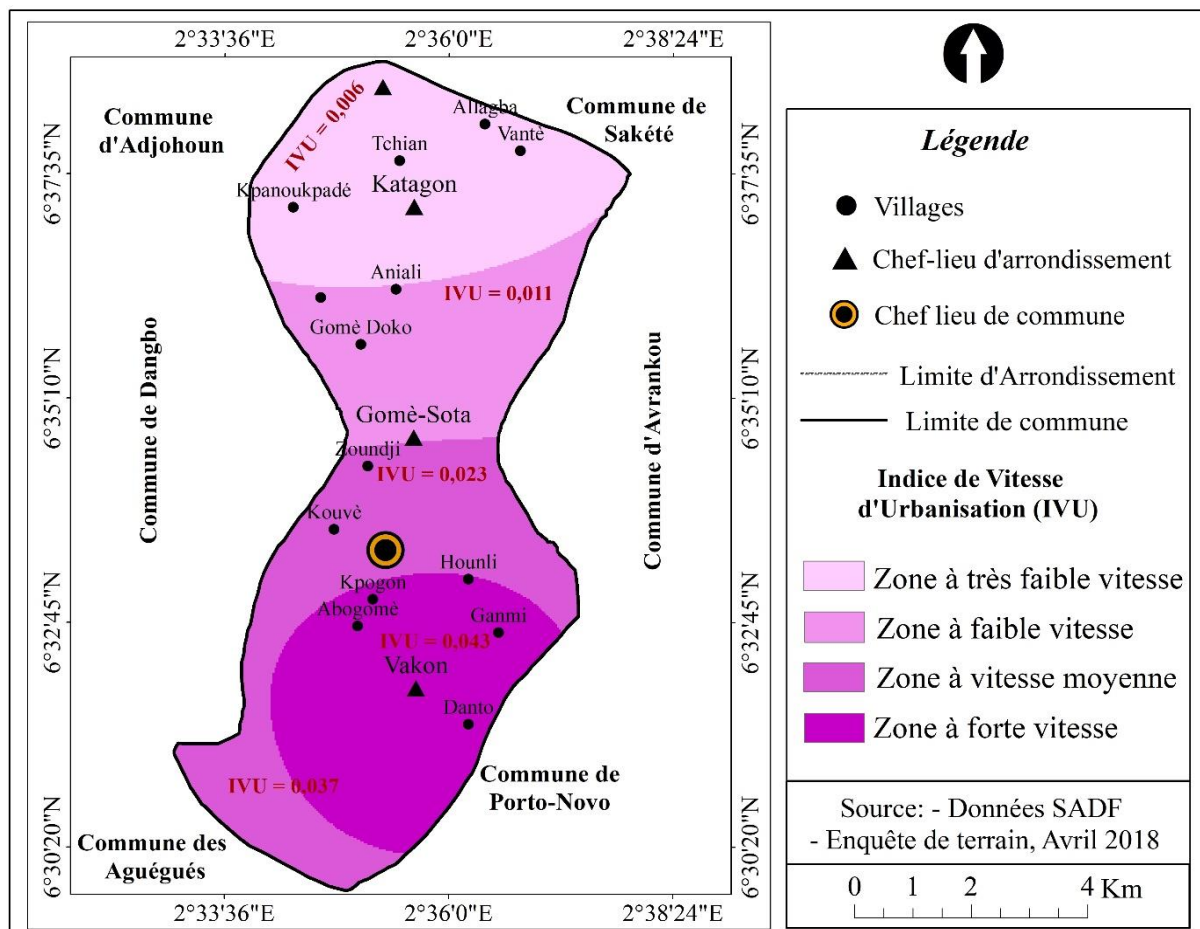 2°33'36"E
2°36'0"E
2°38'24"E
6°37'35"N
6°35'10"N
6°32'45"N
6°30'20"N
Commune
d'Adjohoun
Commune de
Sakété
IVU = 0,006
Allagba
Vantè
Tchian
Katagon
Kpanoukpadé
Aniali
IVU = 0,011
Gomè Doko
Commune de Dangbo
Commune d'Avrankou
Gomè-Sota
Zoundji
IVU = 0,023
Kouvè
Hounli
Kpogon
Abogomè
Ganmi
IVU = 0,043
Vakon
Danto
IVU = 0,037
Commune de
Porto-Novo
Commune des
Aguégués
6°37'35"N
6°35'10"N
6°32'45"N
6°30'20"N
2°33'36"E
2°36'0"E
2°38'24"E
Légende
Villages
Chef-lieu d'arrondissement
Chef lieu de commune
Limite d'Arrondissement
Limite de commune
Indice de Vitesse
d'Urbanisation (IVU)
Zone à très faible vitesse
Zone à faible vitesse
Zone à vitesse moyenne
Zone à forte vitesse
Source: - Données SADF
- Enquête de terrain, Avril 2018
0 1 2 4 Km